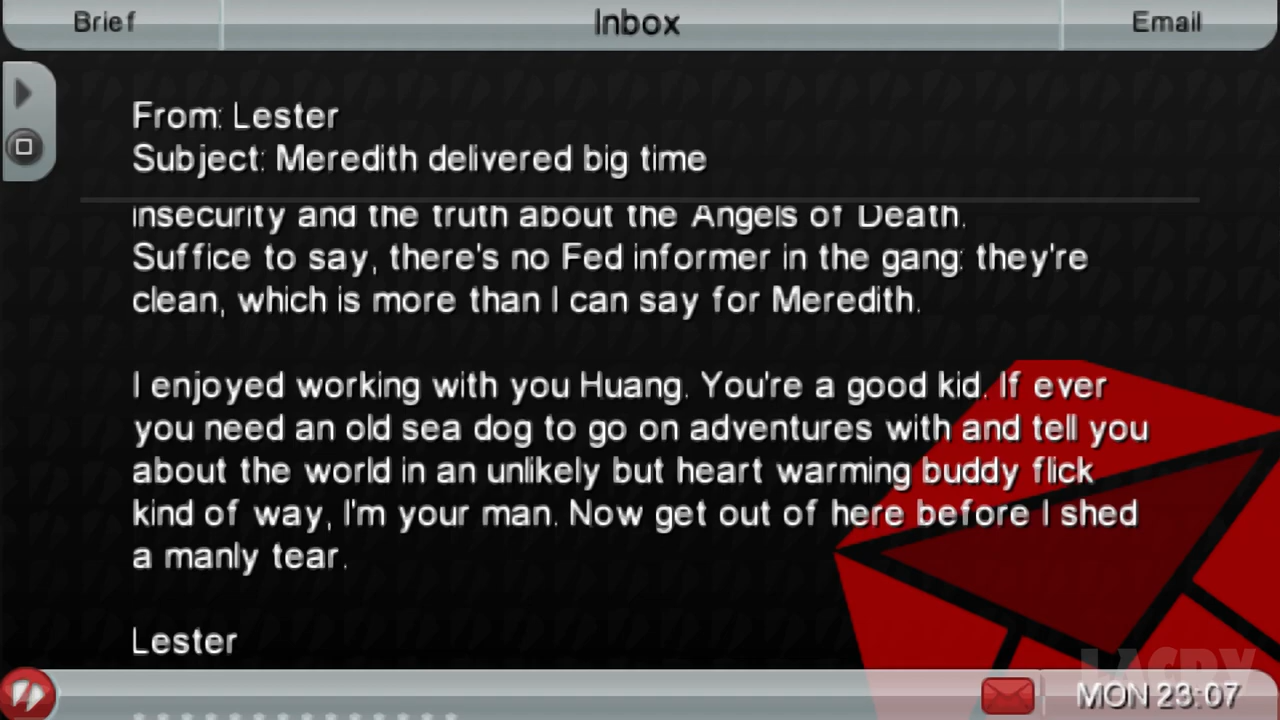 Brief
Inbox
Email
From: Lester
Subject: Meredith delivered big time
insecurity and the truth about the Angels of Death.
Suffice to say, there's no Fed informer in the gang: they're
clean, which is more than I can say for Meredith.
I enjoyed working with you Huang. You're a good kid. If ever
you need an old sea dog to go on adventures with and tell you
about the world in an unlikely but heart warming buddy flick
kind of way, I'm your man. Now get out of here before I shed
a manly tear.
Lester
MON 23:07